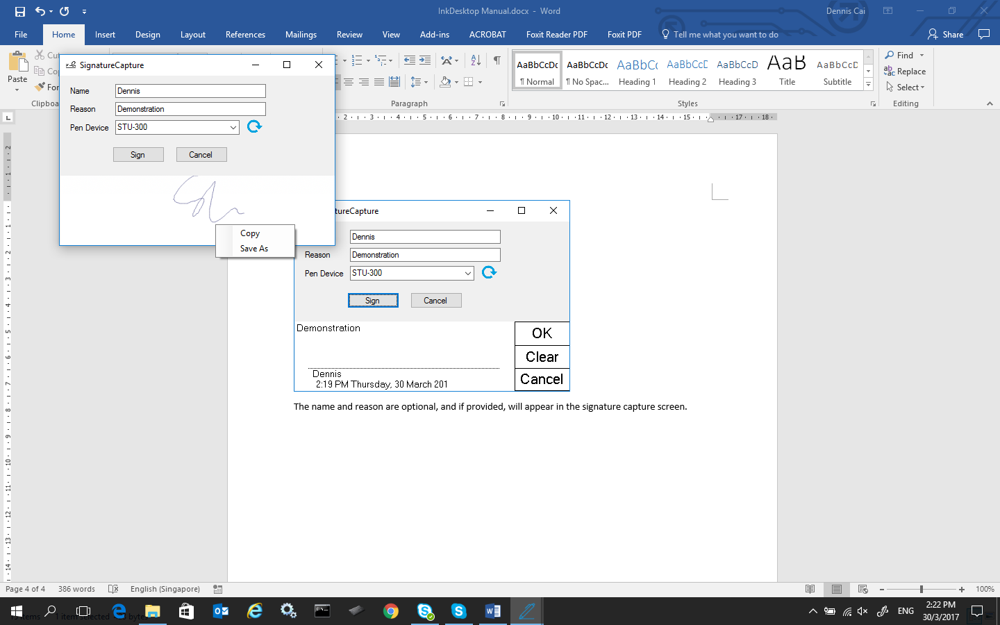 InkDesktop Manual.docx - Word
Dennis Cai
File Home Insert Design Layout References Mailings Review View Add-ins ACROBAT Foxit Reader PDF Foxit PDF Tell me what you want to do Share
Paste
Clipboa
Paragraph
AaBbCcDc AaBbCcDc AaBbCc AaBbCcD AaBbCcD AaB AaBbCcD
¶ Normal ¶ No Spac... Heading 1 Heading 2 Heading 3 Title Subtitle
Styles
Find
Replace
Select
Editing
SignatureCapture
Name Dennis
Reason Demonstration
Pen Device STU-300
Sign Cancel
Copy
Save As
tureCapture
Dennis
Reason Demonstration
Pen Device STU-300
Sign Cancel
Demonstration
OK
Clear
Cancel
Dennis
2:19 PM Thursday, 30 March 201
The name and reason are optional, and if provided, will appear in the signature capture screen.
Page 4 of 4 386 words English (Singapore) 100%
1 item selected
ENG
2:22 PM
30/3/2017